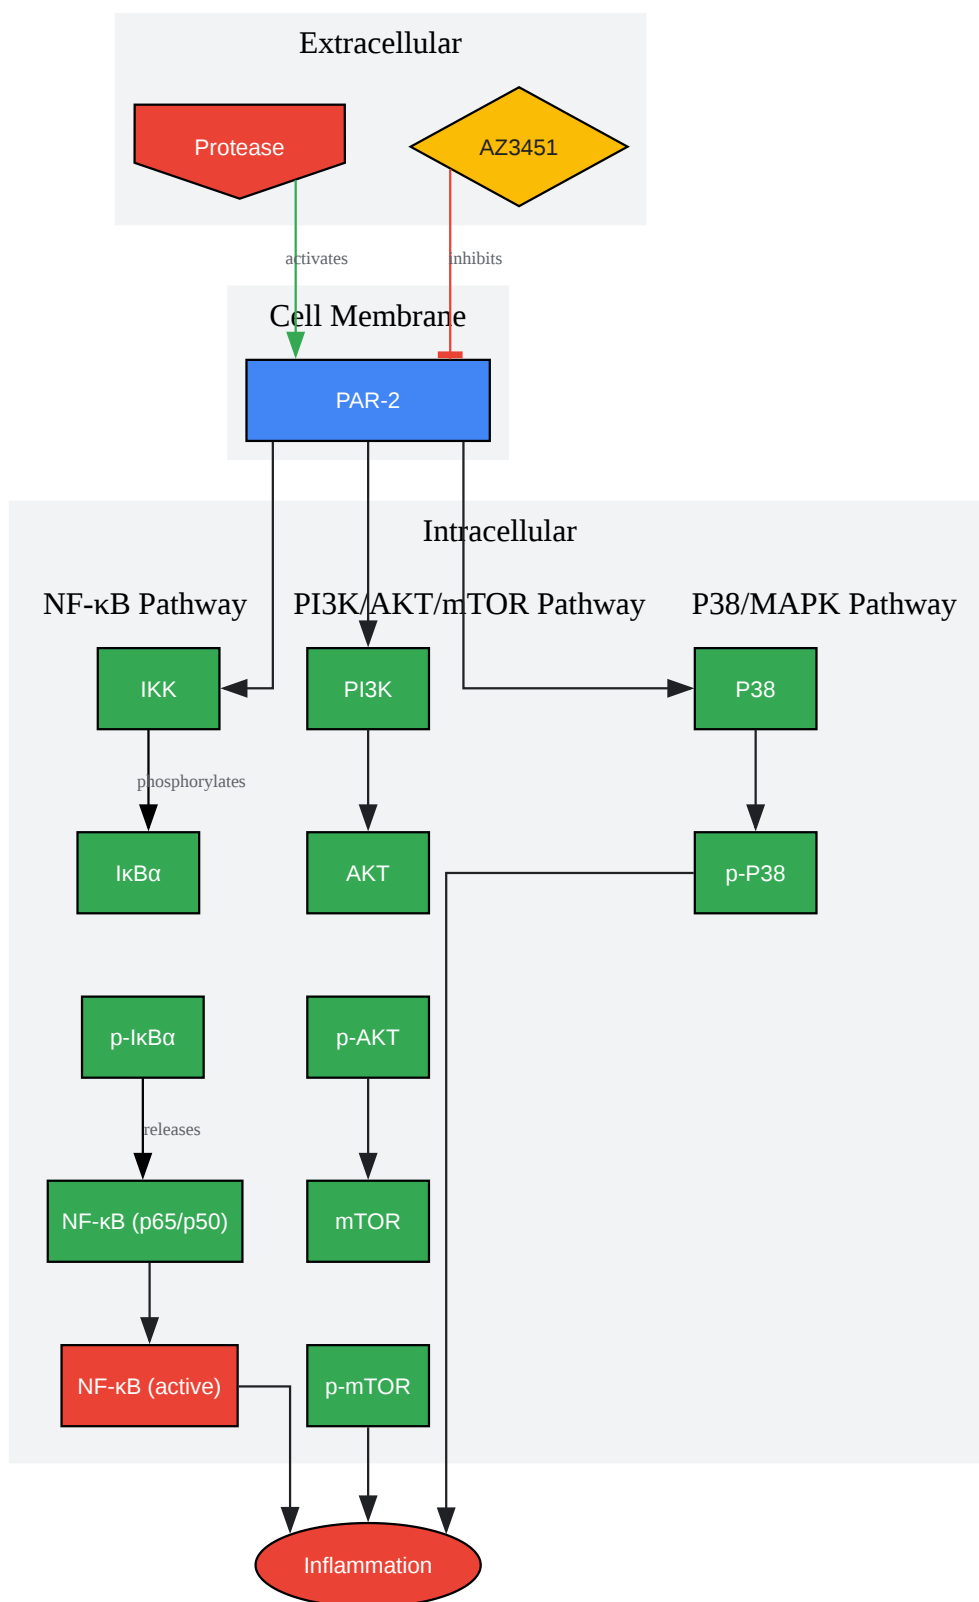 Extracellular
Protease
AZ3451
activates
inhibits
Cell Membrane
PAR-2
Intracellular
NF-κB Pathway
PI3K/AKT/mTOR Pathway
P38/MAPK Pathway
IKK
PI3K
P38
phosphorylates
IκBα
AKT
p-P38
p-IκBα
p-AKT
releases
NF-κB (p65/p50)
mTOR
NF-κB (active)
p-mTOR
Inflammation